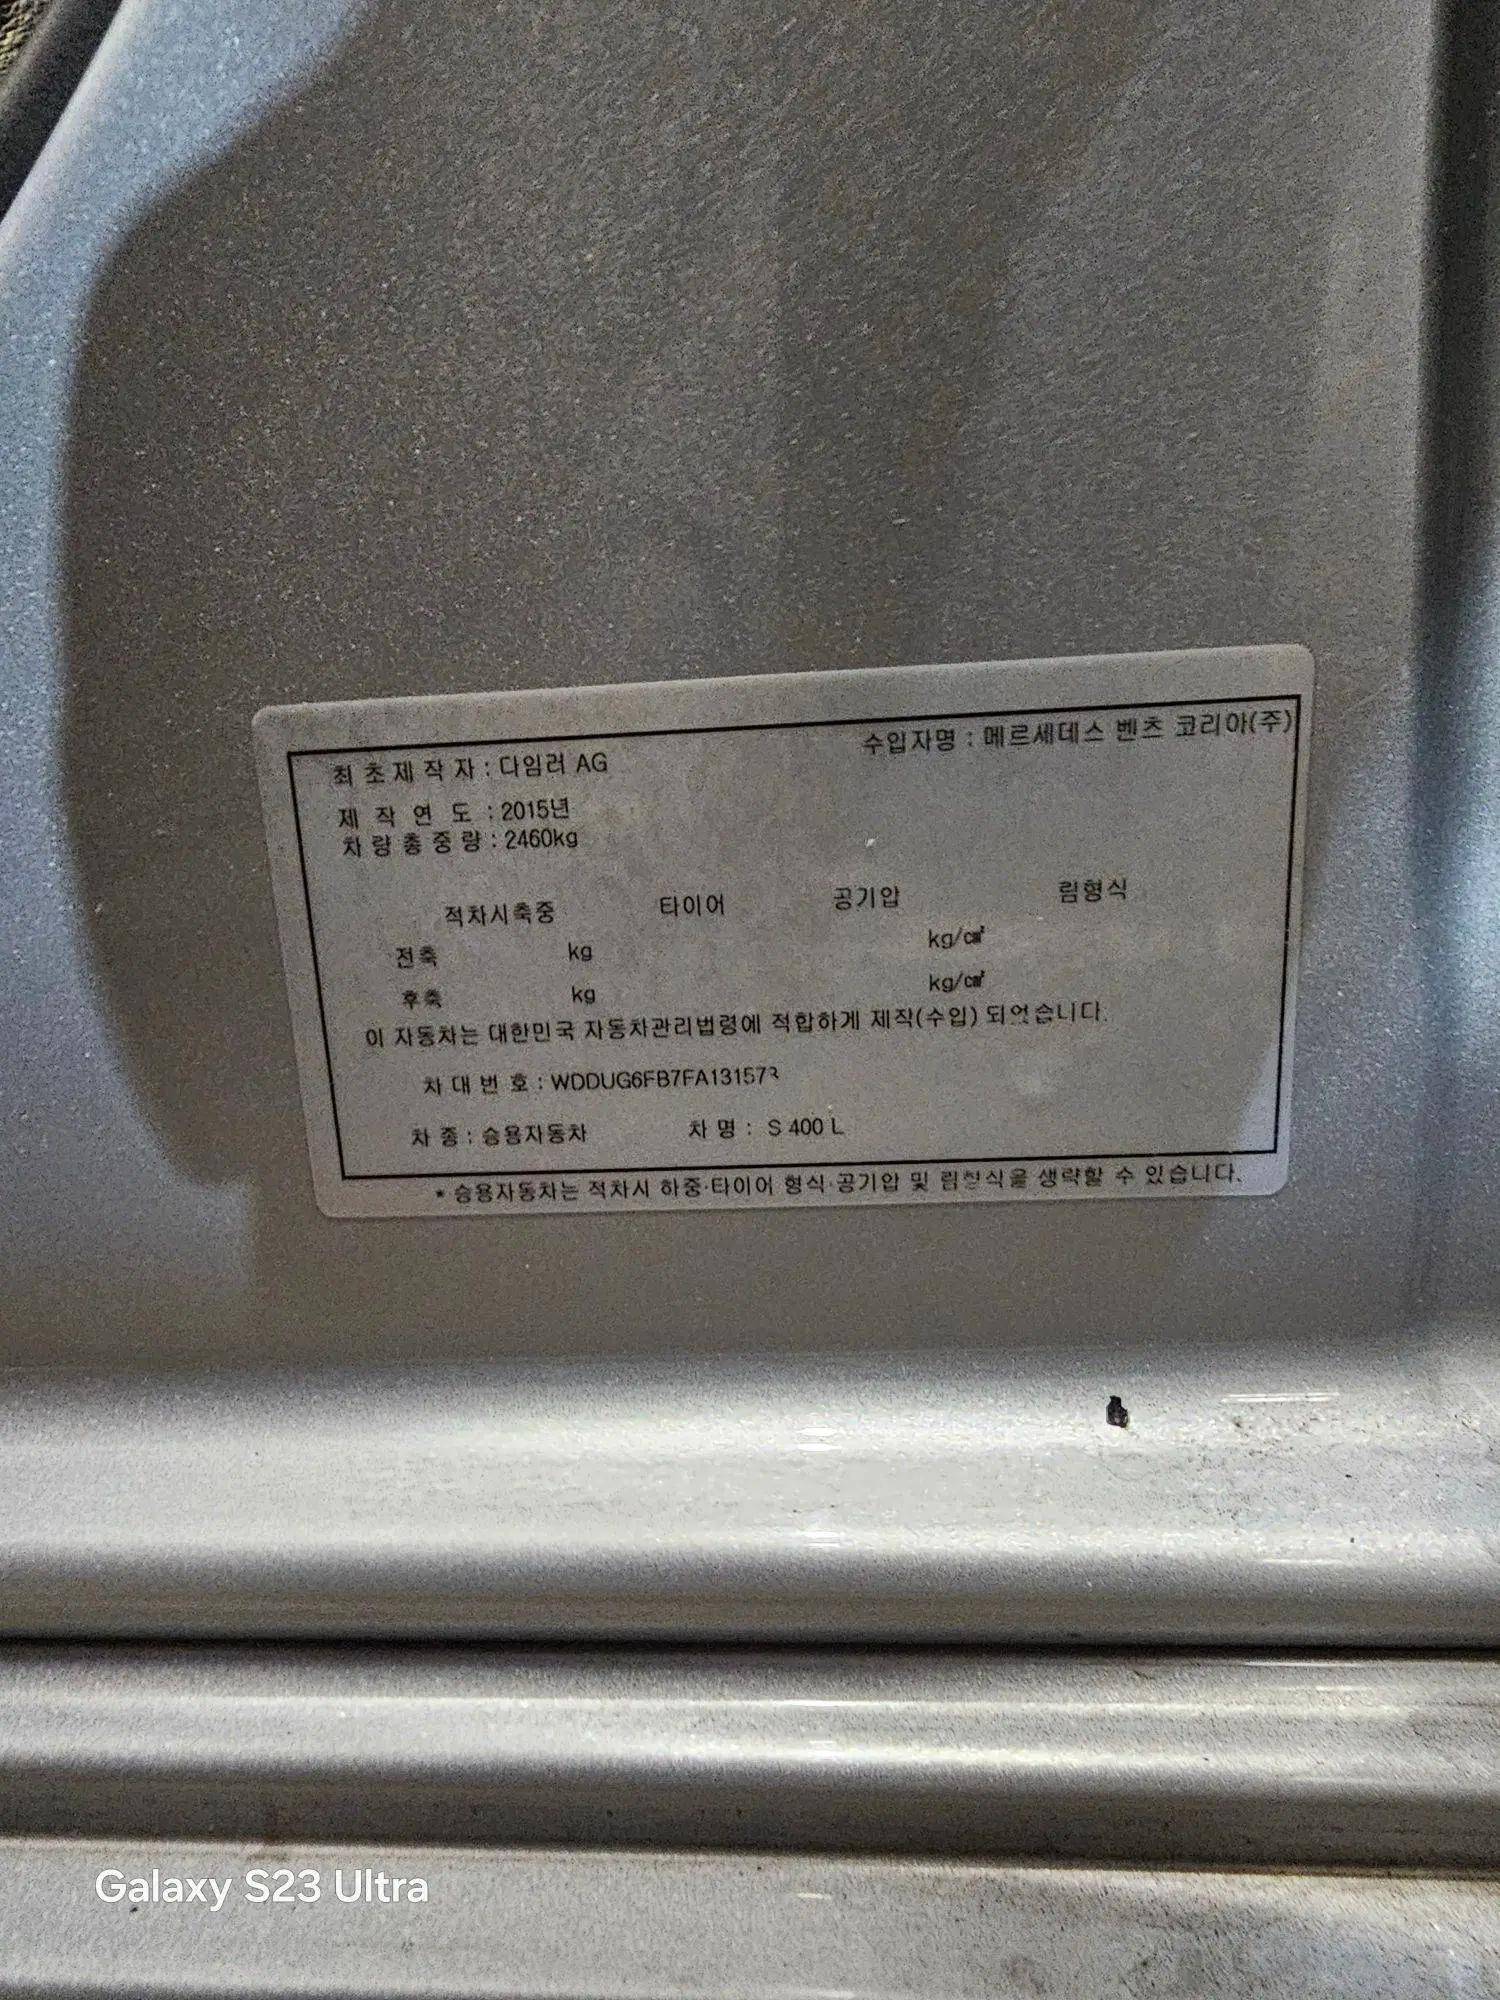 최초제작자 : 다임러 AG 수입자명 : 메르세데스 벤츠 코리아(주)
제작연도 : 2015년
차량총중량 : 2460kg
적차시축중 타이어 공기압 림형식
전축 kg kg/㎠
후축 kg kg/㎠
이 자동차는 대한민국 자동차관리법령에 적합하게 제작(수입) 되었습니다.
차대번호 : WDDUG6FB7FA131573
차종 : 승용자동차 차명 : S 400 L
* 승용자동차는 적차시 하중·타이어 형식·공기압 및 림형식을 생략할 수 있습니다.
Galaxy S23 Ultra